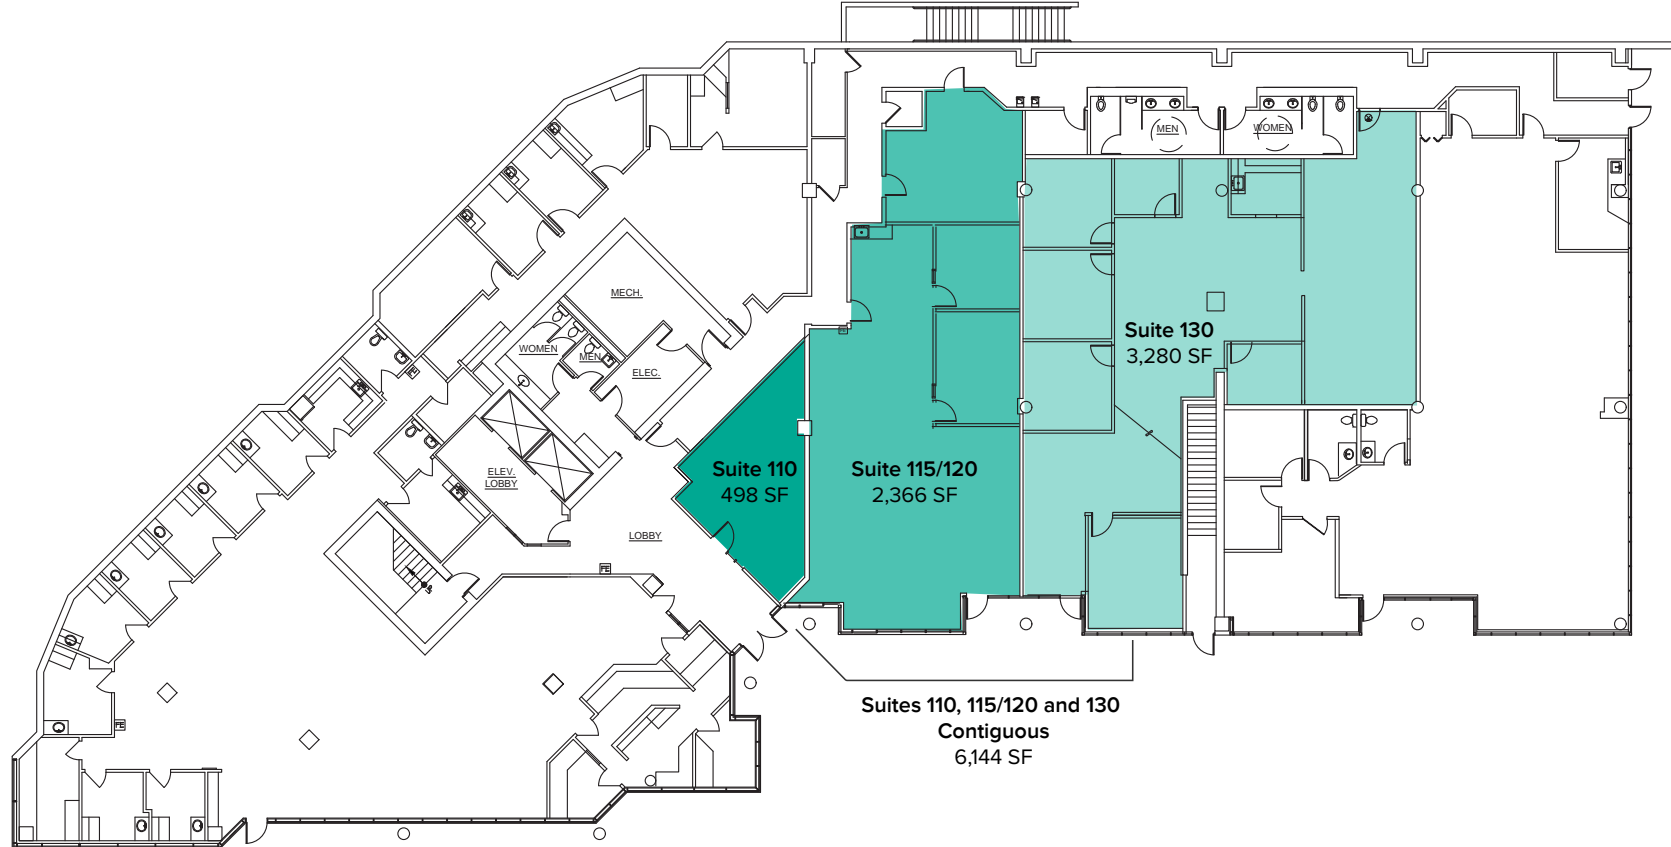 MEN
WOMEN
MECH.
WOMEN
MEN
ELEC.
Suite 130
3,280 SF
FE
ELEV.
LOBBY
Suite 110
498 SF
Suite 115/120
2,366 SF
LOBBY
FE
FE
Suites 110, 115/120 and 130
Contiguous
6,144 SF